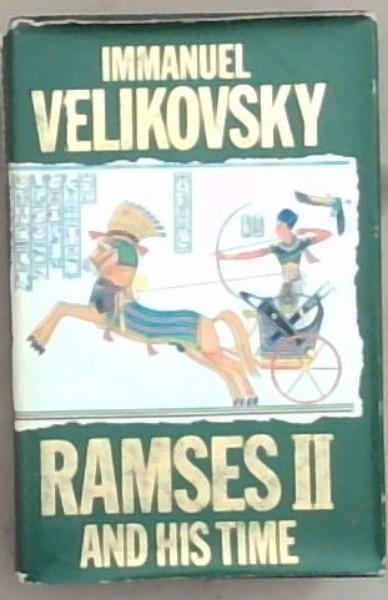 IMMANUEL
VELIKOVSKY
RAMSES II
AND HIS TIME